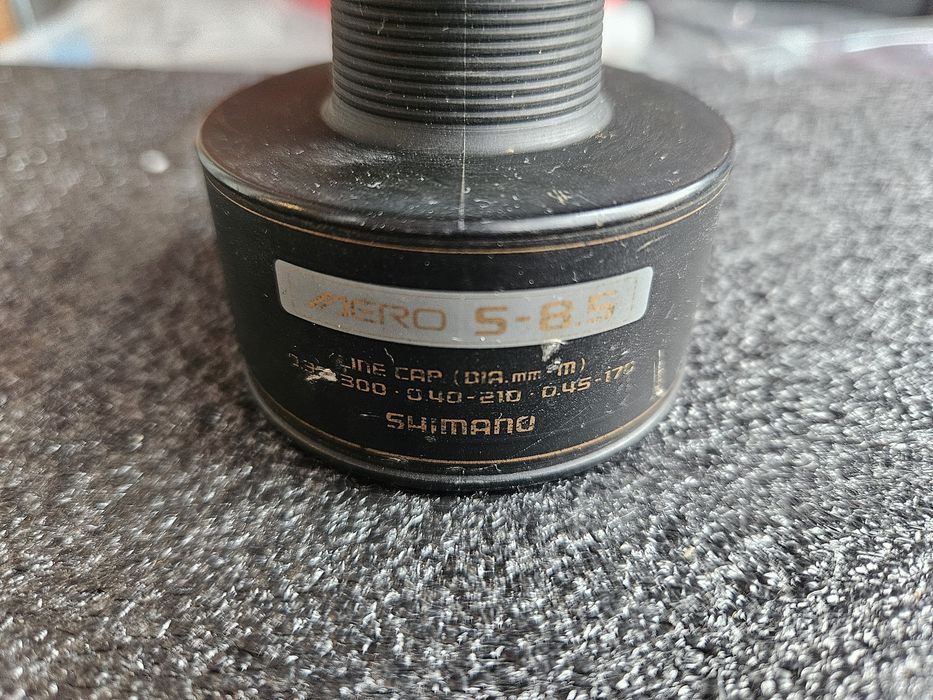 AERO S-8.5
LINE CAP. (DIA.mm-M)
300 · 0.40-210 · 0.45-170
SHIMANO